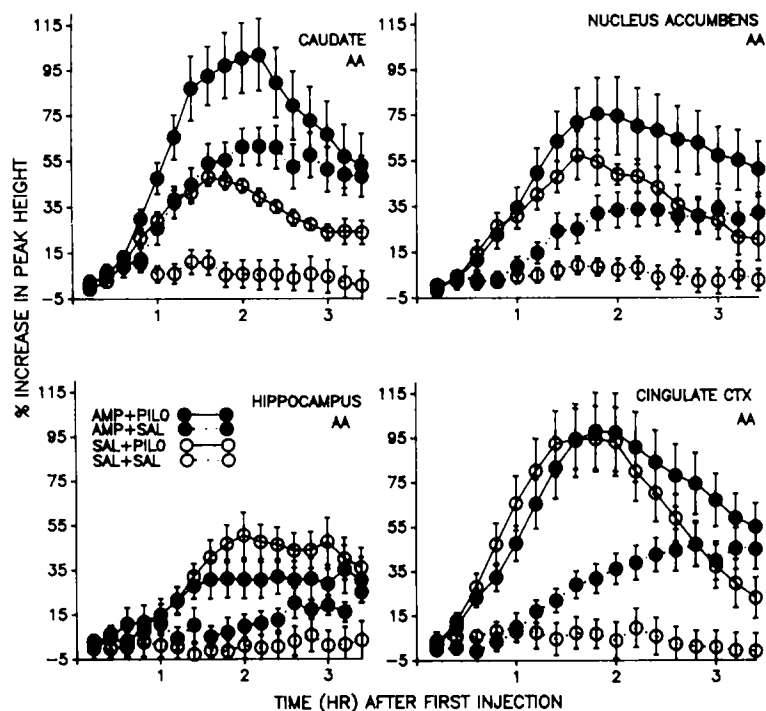 % INCREASE IN PEAK HEIGHT
CAUDATE
AA
115
95
75
55
35
15
−5
1
2
3
NUCLEUS ACCUMBENS
AA
115
95
75
55
35
15
−5
1
2
3
HIPPOCAMPUS
AA
AMP+PILO
AMP+SAL
SAL+PILO
SAL+SAL
115
95
75
55
35
15
−5
1
2
3
CINGULATE CTX
AA
115
95
75
55
35
15
−5
1
2
3
TIME (HR) AFTER FIRST INJECTION